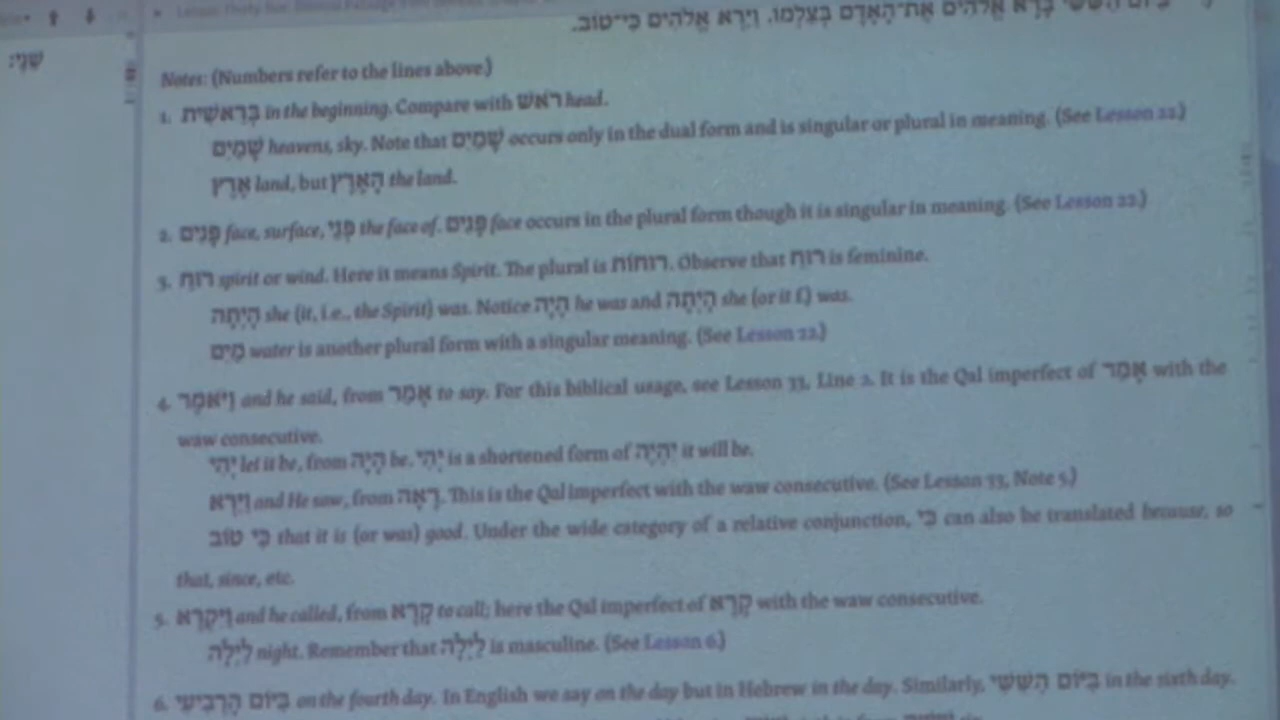 בְּיוֹם הַשִּׁשִּׁי בָּרָא אֱלֹהִים אֶת־הָאָדָם בְּצַלְמוֹ. וַיַּרְא אֱלֹהִים כִּי־טוֹב.
שֵׁנִי:
Notes: (Numbers refer to the lines above.)
1. בְּרֵאשִׁית in the beginning. Compare with רֹאשׁ head.
שָׁמַיִם heavens, sky. Note that שָׁמַיִם occurs only in the dual form and is singular or plural in meaning. (See Lesson 22.)
אֶרֶץ land, but הָאָרֶץ the land.
2. פָּנִים face, surface, פְּנֵי the face of. פָּנִים face occurs in the plural form though it is singular in meaning. (See Lesson 22.)
3. רוּחַ spirit or wind. Here it means Spirit. The plural is רוּחוֹת. Observe that רוּחַ is feminine.
הָיְתָה she (it, i.e., the Spirit) was. Notice הָיָה he was and הָיְתָה she (or it f.) was.
מַיִם water is another plural form with a singular meaning. (See Lesson 22.)
4. וַיֹּאמֶר and he said, from אָמַר to say. For this biblical usage, see Lesson 33, Line 2. It is the Qal imperfect of אָמַר with the
waw consecutive.
יְהִי let it be, from הָיָה be. יְהִי is a shortened form of יִהְיֶה it will be.
וַיַּרְא and He saw, from רָאָה. This is the Qal imperfect with the waw consecutive. (See Lesson 33, Note 5.)
כִּי טוֹב that it is (or was) good. Under the wide category of a relative conjunction, כִּי can also be translated because, so
that, since, etc.
5. וַיִּקְרָא and he called, from קָרָא to call; here the Qal imperfect of קָרָא with the waw consecutive.
לַיְלָה night. Remember that לַיְלָה is masculine. (See Lesson 6.)
6. בְּיוֹם הָרְבִיעִי on the fourth day. In English we say on the day but in Hebrew in the day. Similarly, בְּיוֹם הַשִּׁשִּׁי in the sixth day.